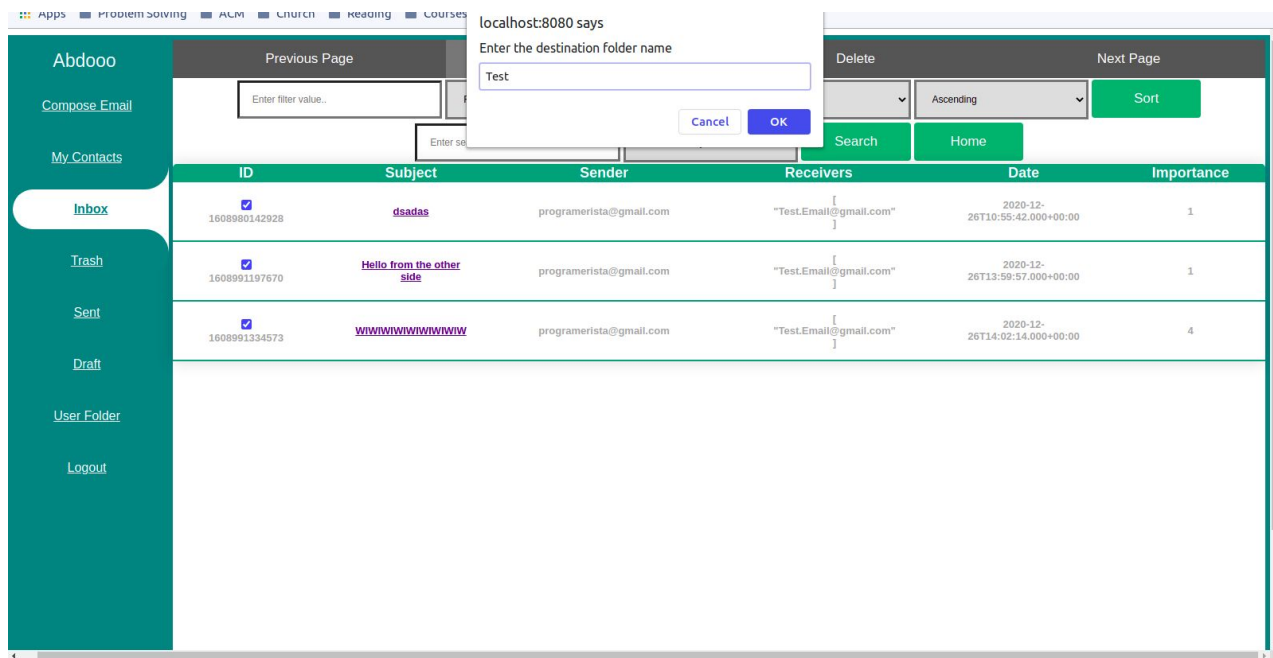 Apps Problem Solving ACM Church Reading Courses
localhost:8080 says
Enter the destination folder name
Test
Cancel OK
Abdooo
Previous Page Delete Next Page
Compose Email
My Contacts
Inbox
Trash
Sent
Draft
User Folder
Logout
Enter filter value.. Ascending Sort
Enter Search Home
ID Subject Sender Receivers Date Importance
1608980142928 dsadas programerista@gmail.com [ "Test.Email@gmail.com" ] 2020-12-26T10:55:42.000+00:00 1
1608991197670 Hello from the other side programerista@gmail.com [ "Test.Email@gmail.com" ] 2020-12-26T13:59:57.000+00:00 1
1608991334573 WIWIWIWIWIWIWIWIW programerista@gmail.com [ "Test.Email@gmail.com" ] 2020-12-26T14:02:14.000+00:00 4